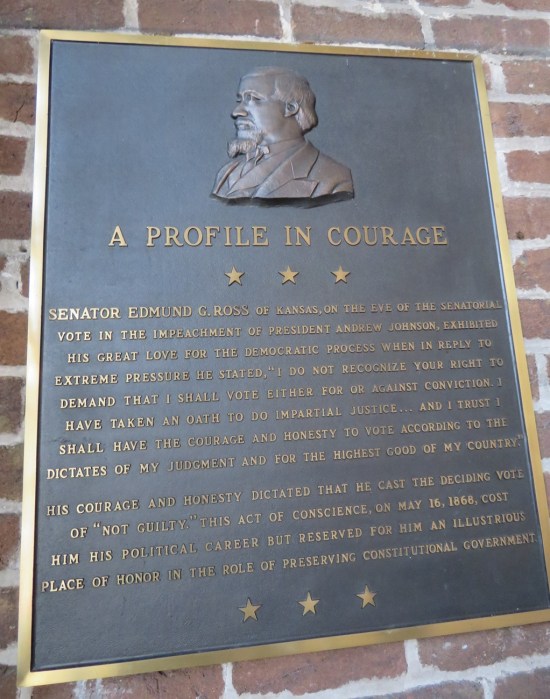 A PROFILE IN COURAGE
SENATOR EDMUND G. ROSS OF KANSAS, ON THE EVE OF THE SENATORIAL
VOTE IN THE IMPEACHMENT OF PRESIDENT ANDREW JOHNSON, EXHIBITED
HIS GREAT LOVE FOR THE DEMOCRATIC PROCESS WHEN IN REPLY TO
EXTREME PRESSURE HE STATED, "I DO NOT RECOGNIZE YOUR RIGHT TO
DEMAND THAT I SHALL VOTE EITHER FOR OR AGAINST CONVICTION. I
HAVE TAKEN AN OATH TO DO IMPARTIAL JUSTICE... AND I TRUST I
SHALL HAVE THE COURAGE AND HONESTY TO VOTE ACCORDING TO THE
DICTATES OF MY JUDGMENT AND FOR THE HIGHEST GOOD OF MY COUNTRY."
HIS COURAGE AND HONESTY DICTATED THAT HE CAST THE DECIDING VOTE
OF "NOT GUILTY." THIS ACT OF CONSCIENCE, ON MAY 16, 1868, COST
HIM HIS POLITICAL CAREER BUT RESERVED FOR HIM AN ILLUSTRIOUS
PLACE OF HONOR IN THE ROLE OF PRESERVING CONSTITUTIONAL GOVERNMENT